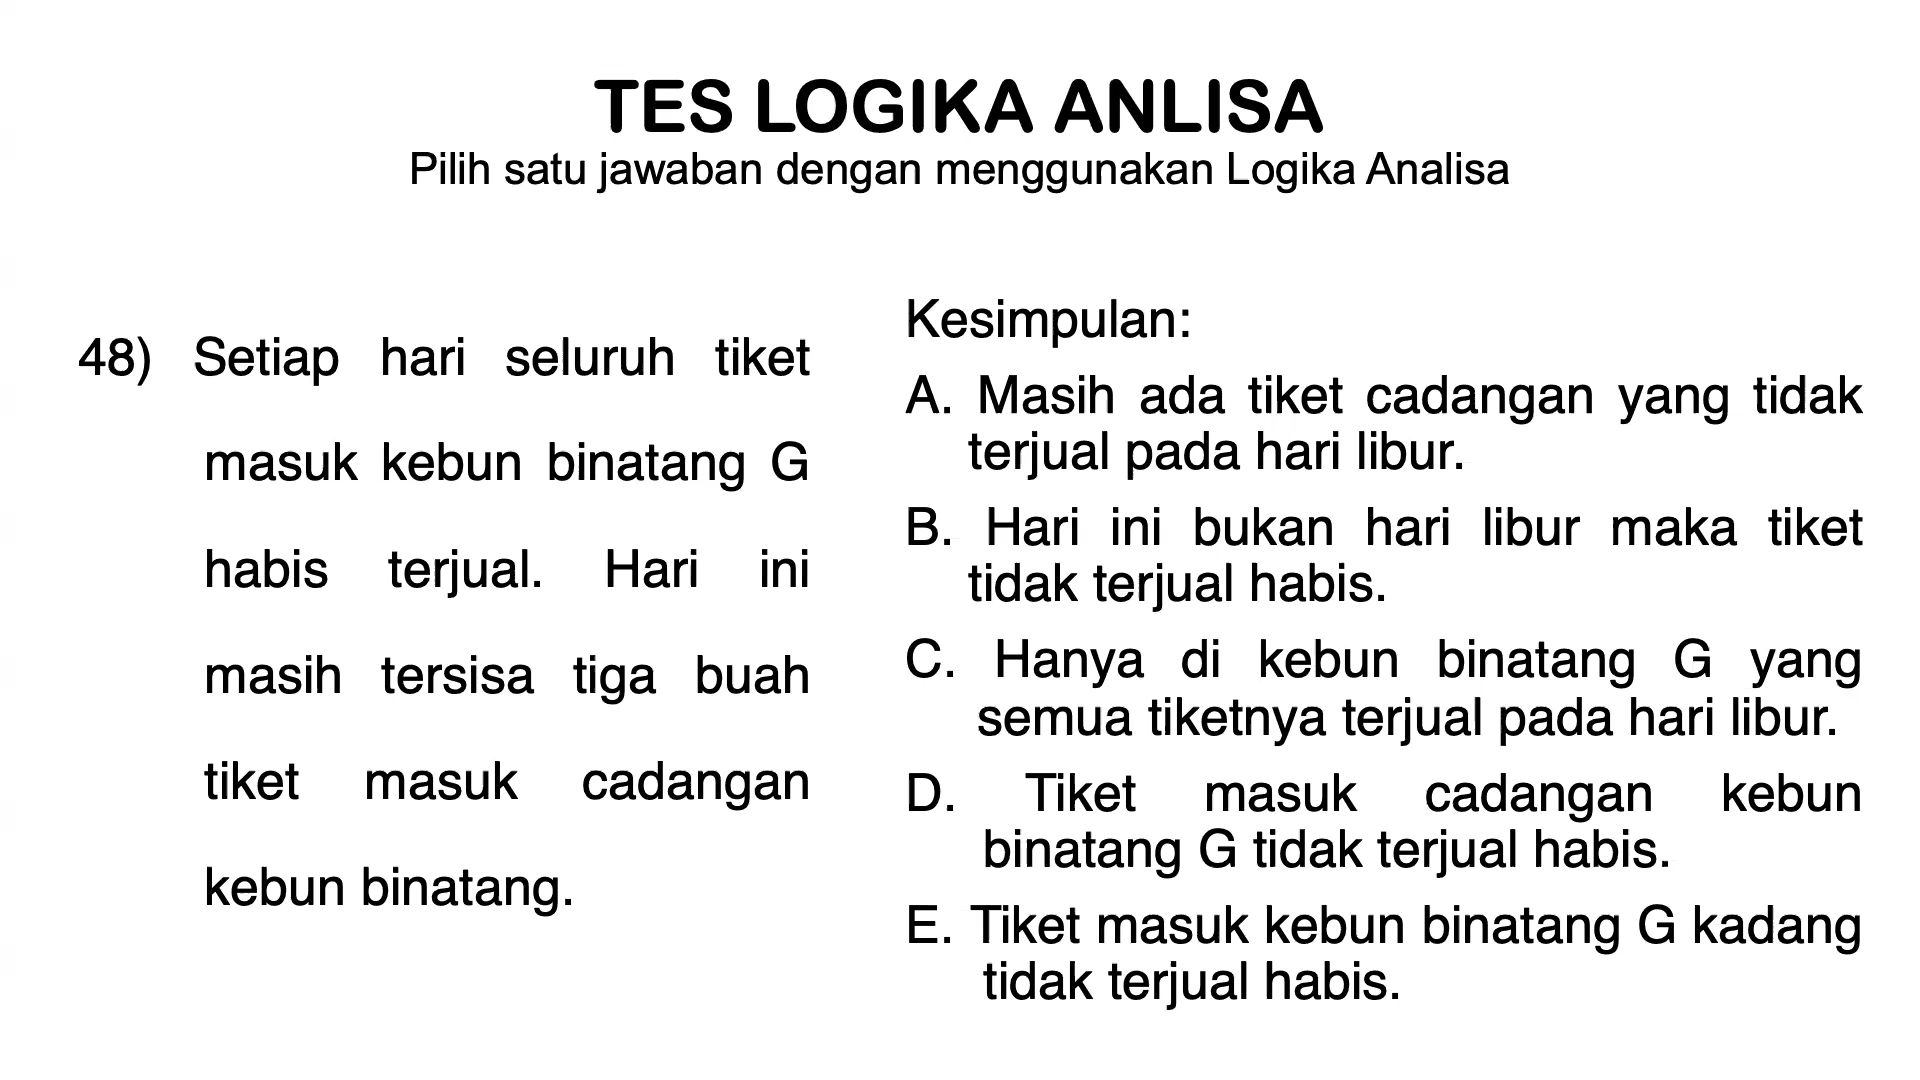 TES LOGIKA ANLISA
Pilih satu jawaban dengan menggunakan Logika Analisa
48) Setiap hari seluruh tiket
masuk kebun binatang G
habis terjual. Hari ini
masih tersisa tiga buah
tiket masuk cadangan
kebun binatang.
Kesimpulan:
A. Masih ada tiket cadangan yang tidak
terjual pada hari libur.
B. Hari ini bukan hari libur maka tiket
tidak terjual habis.
C. Hanya di kebun binatang G yang
semua tiketnya terjual pada hari libur.
D. Tiket masuk cadangan kebun
binatang G tidak terjual habis.
E. Tiket masuk kebun binatang G kadang
tidak terjual habis.